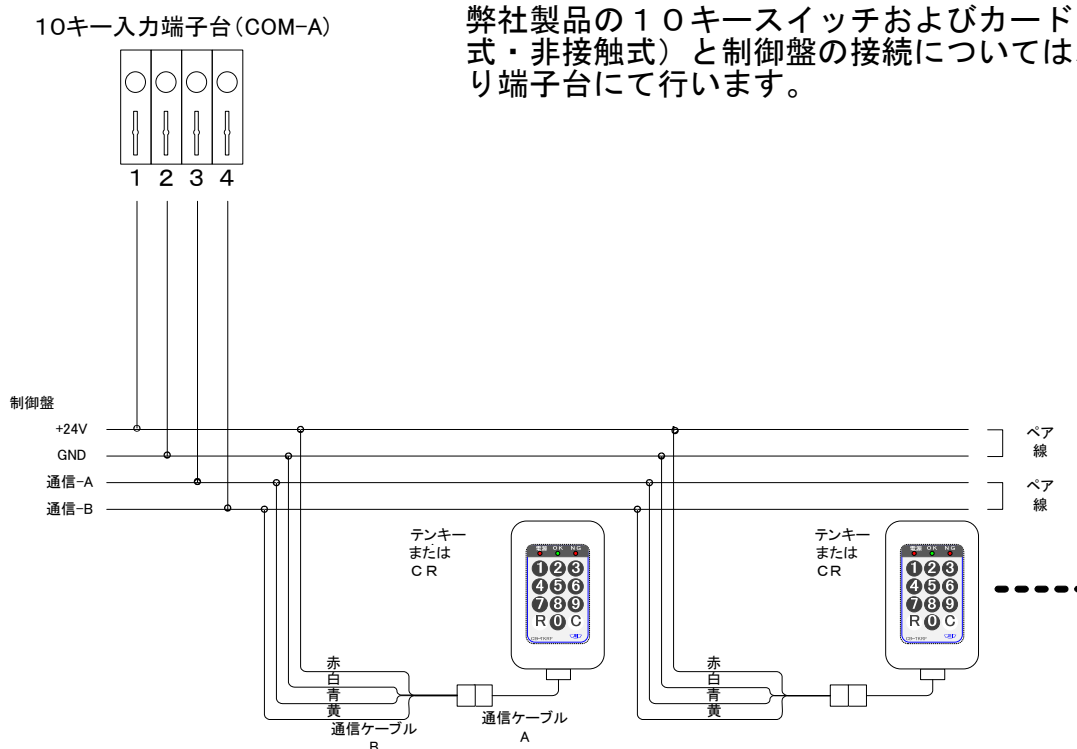 10キー入力端子台(COM-A)
弊社製品の10キースイッチおよびカード
式・非接触式)と制御盤の接続については
り端子台にて行います。
1 2 3 4
制御盤
+24V
GND
通信-A
通信-B
ペア
線
ペア
線
テンキー
または
CR
電源 OK NG
1 2 3
4 5 6
7 8 9
R 0 C
テンキー
または
CR
電源 OK NG
1 2 3
4 5 6
7 8 9
R 0 C
赤
白
青
黄
通信ケーブル
B
通信ケーブル
A
赤
白
青
黄